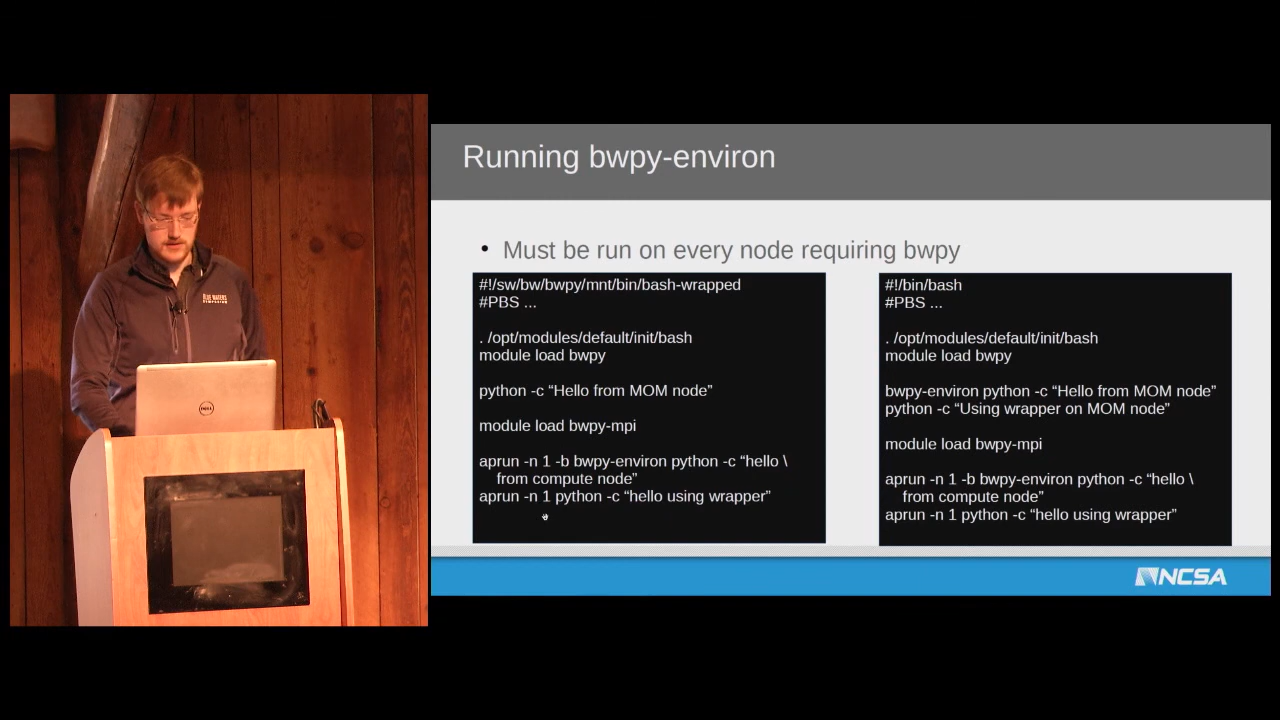 Running bwpy-environ
• Must be run on every node requiring bwpy
#!/sw/bw/bwpy/mnt/bin/bash-wrapped
#PBS ...
. /opt/modules/default/init/bash
module load bwpy
python -c “Hello from MOM node”
module load bwpy-mpi
aprun -n 1 -b bwpy-environ python -c “hello \
from compute node”
aprun -n 1 python -c “hello using wrapper”
#!/bin/bash
#PBS ...
. /opt/modules/default/init/bash
module load bwpy
bwpy-environ python -c “Hello from MOM node”
python -c “Using wrapper on MOM node”
module load bwpy-mpi
aprun -n 1 -b bwpy-environ python -c “hello \
from compute node”
aprun -n 1 python -c “hello using wrapper”
NCSA
BLUE WATERS
SYMPOSIUM
DELL